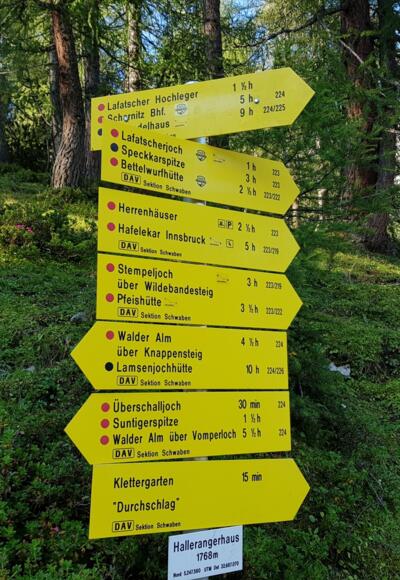 Lafatscher Hochleger 1 ½ h 224
Scharnitz Bhf. 5 h
delhaus 9 h 224/225
Lafatscherjoch 1 h 223
Speckkarspitze 3 h 223
Bettelwurfhütte 2 ½ h 223/222
DAV Sektion Schwaben
Herrenhäuser P 2 ½ h
Hafelekar Innsbruck 5 h 223/219
DAV Sektion Schwaben
Stempeljoch 3 h 223/219
über Wildebandesteig
Pfeishütte 3 ½ h 223/222
DAV Sektion Schwaben
Walder Alm 4 ½ h 224
über Knappensteig
Lamsenjochhütte 10 h 224/226
DAV Sektion Schwaben
Überschalljoch 30 min 224
Suntigerspitze 1 ½ h
Walder Alm über Vomperloch 5 ½ h 224
DAV Sektion Schwaben
Klettergarten 15 min
"Durchschlag"
DAV Sektion Schwaben
Hallerangerhaus
1768m